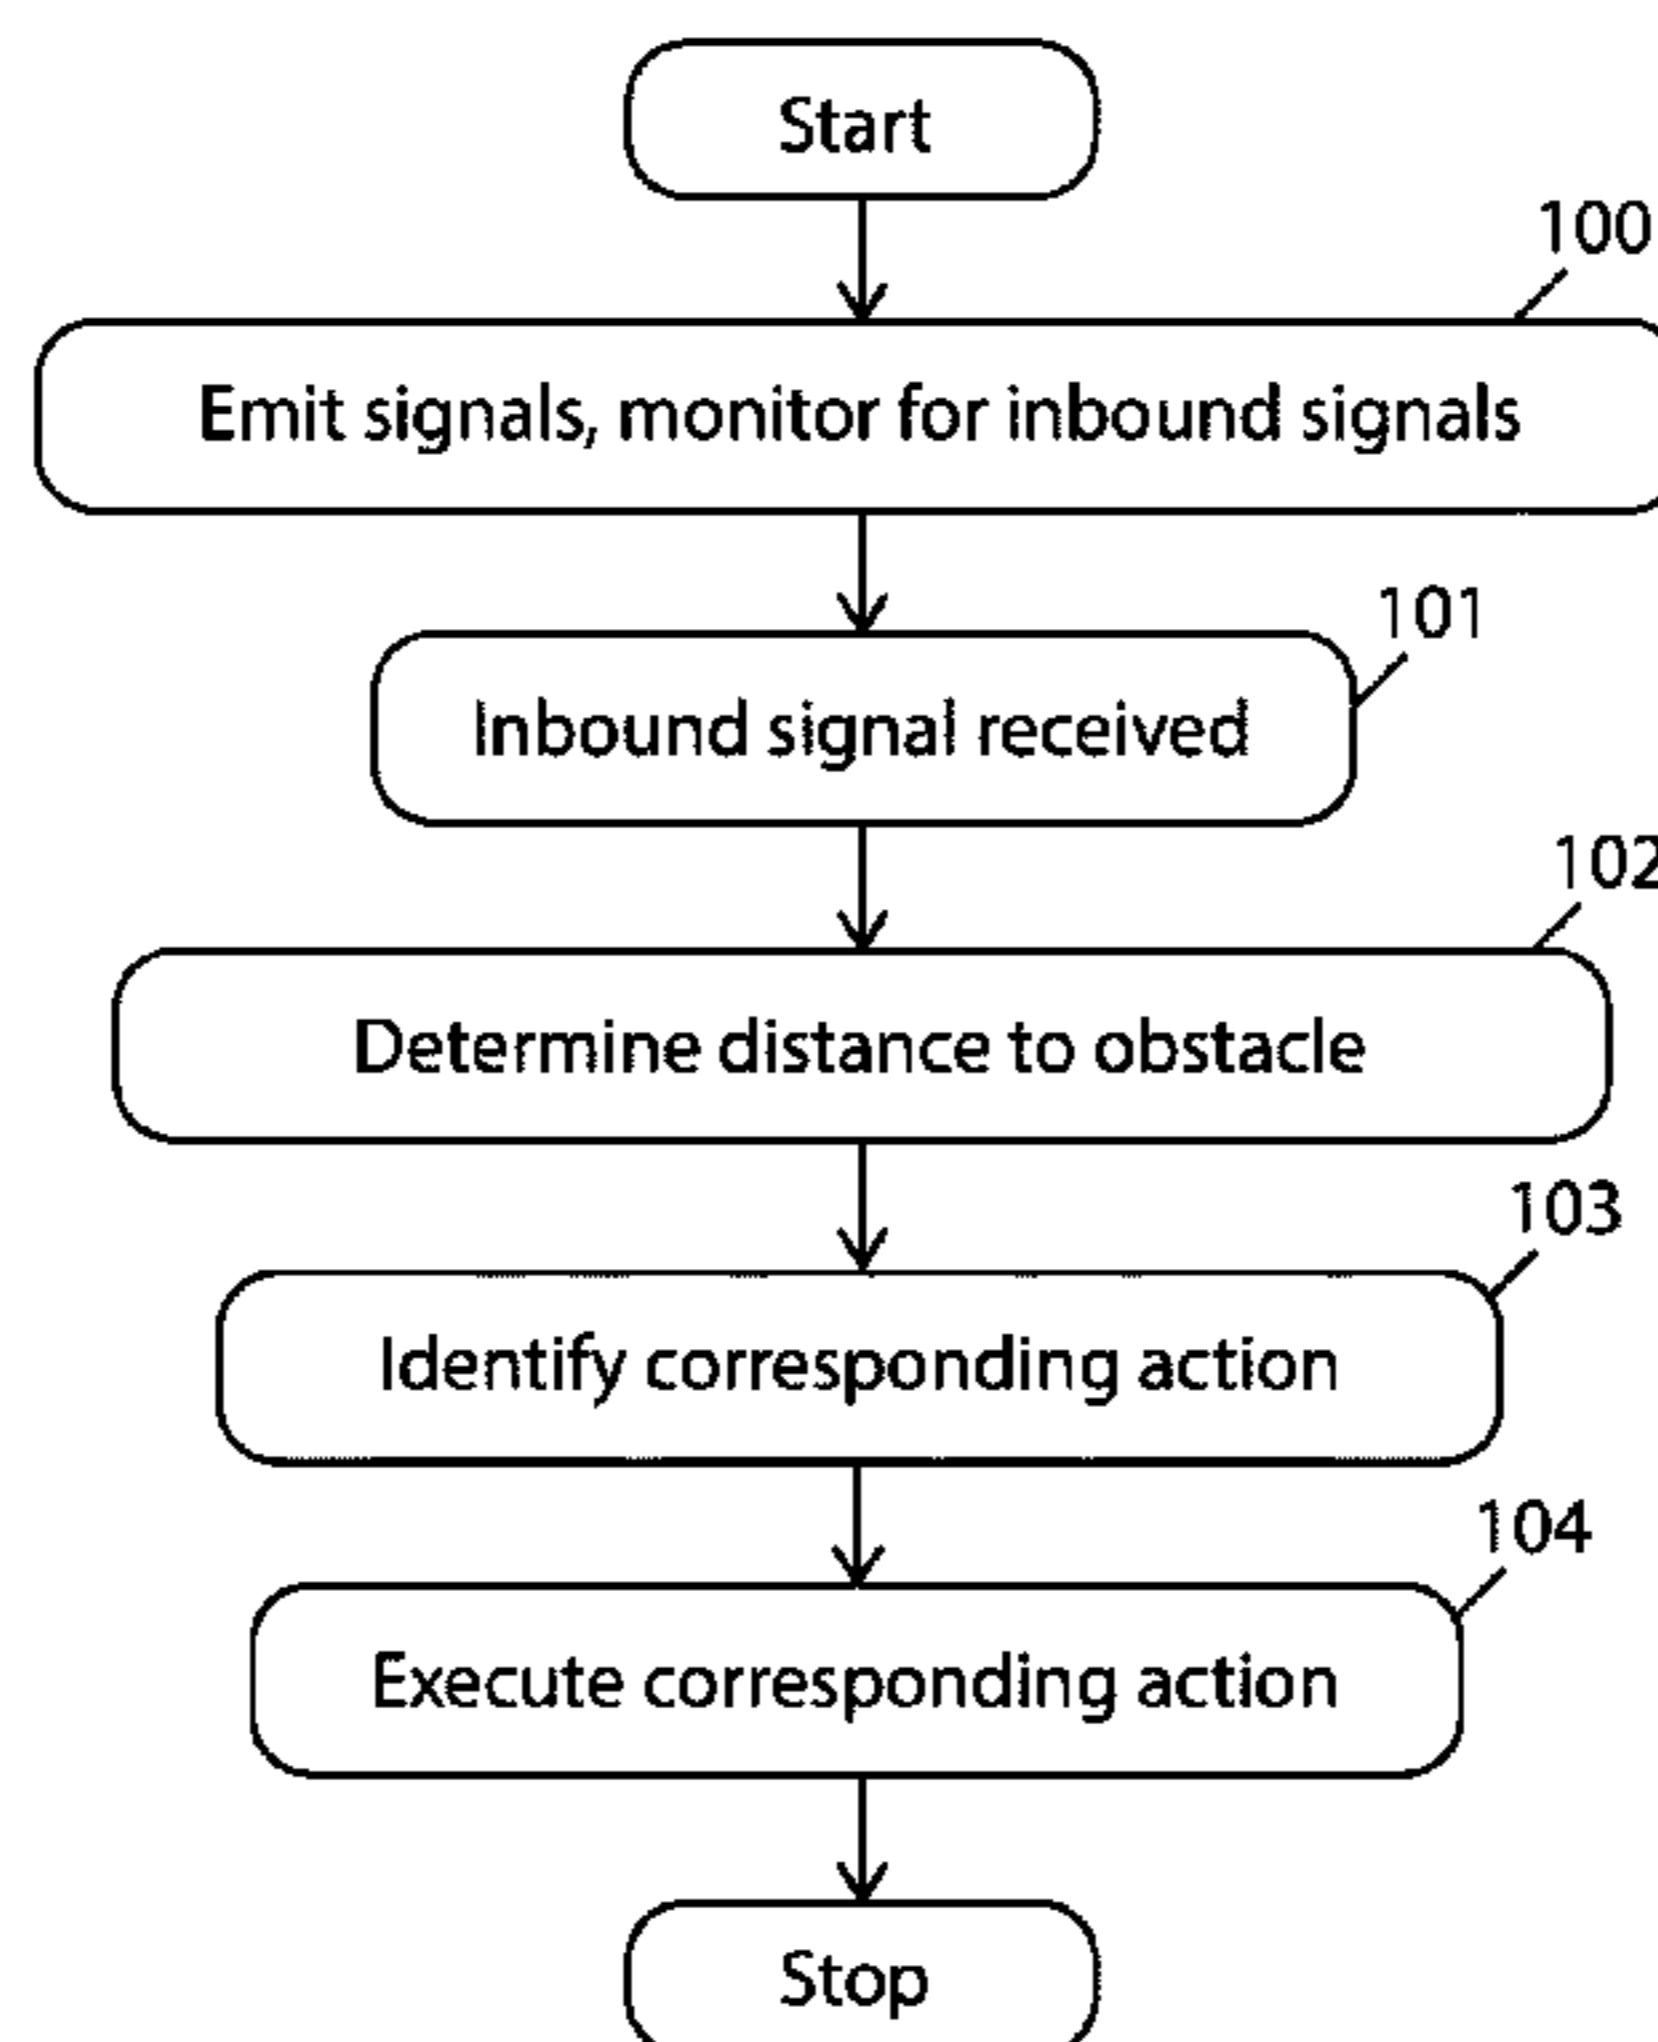 Start
100
Emit signals, monitor for inbound signals
101
Inbound signal received
102
Determine distance to obstacle
103
Identify corresponding action
104
Execute corresponding action
Stop